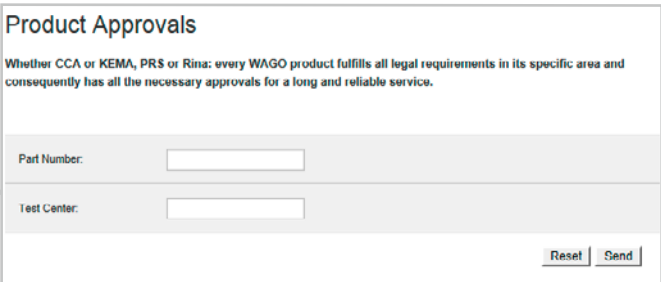 Product Approvals
Whether CCA or KEMA, PRS or Rina: every WAGO product fulfills all legal requirements in its specific area and
consequently has all the necessary approvals for a long and reliable service.
Part Number:
Test Center:
Reset Send